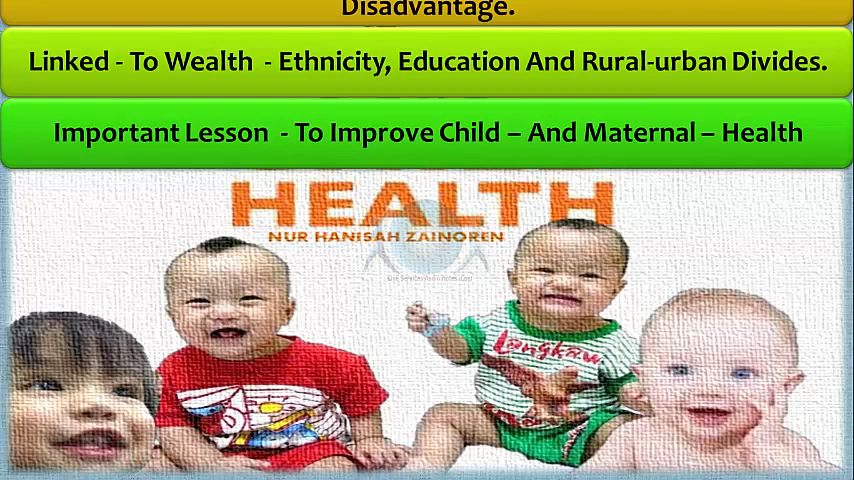 Disadvantage.
Linked - To Wealth - Ethnicity, Education And Rural-urban Divides.
Important Lesson - To Improve Child – And Maternal – Health
HEALTH
NUR HANISAH ZAINOREN
Langkaw